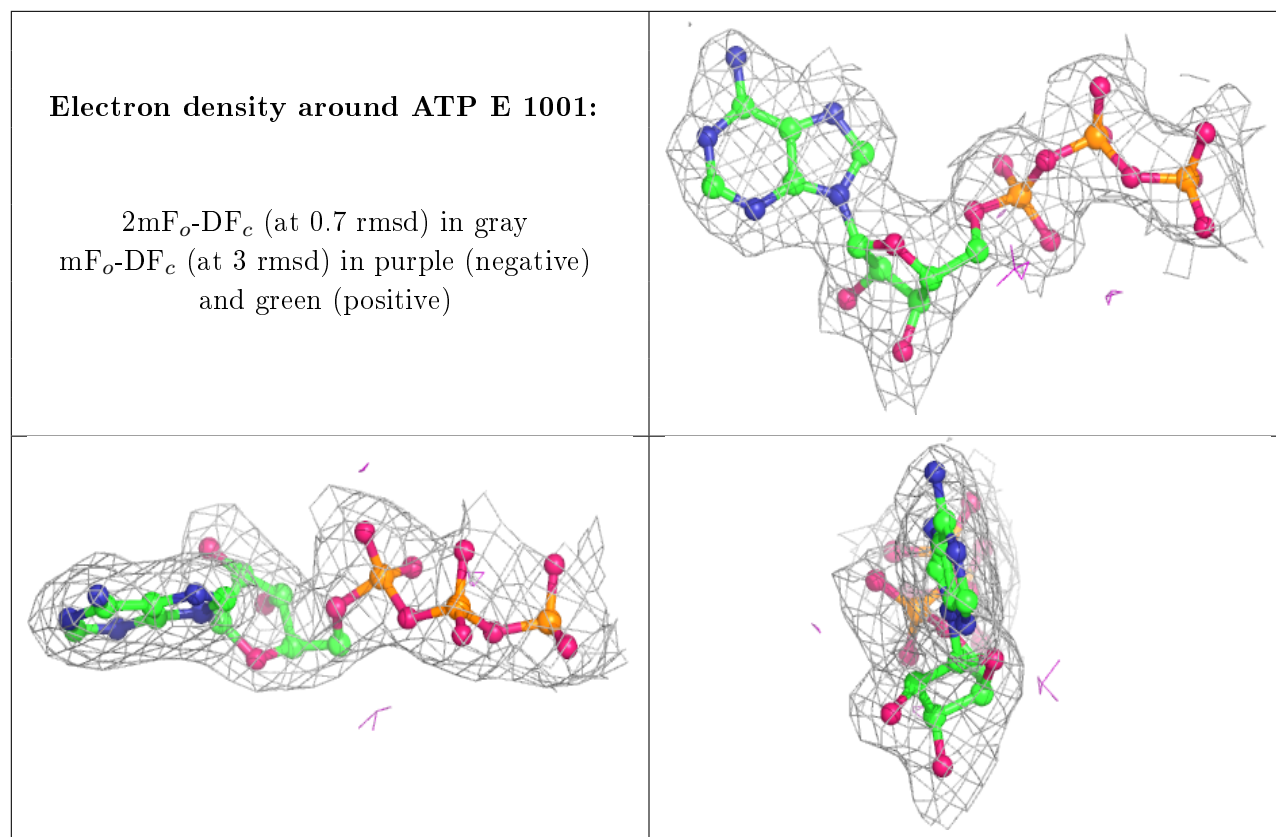 Electron density around ATP E 1001:
2mFo-DFc (at 0.7 rmsd) in gray
mFo-DFc (at 3 rmsd) in purple (negative)
and green (positive)